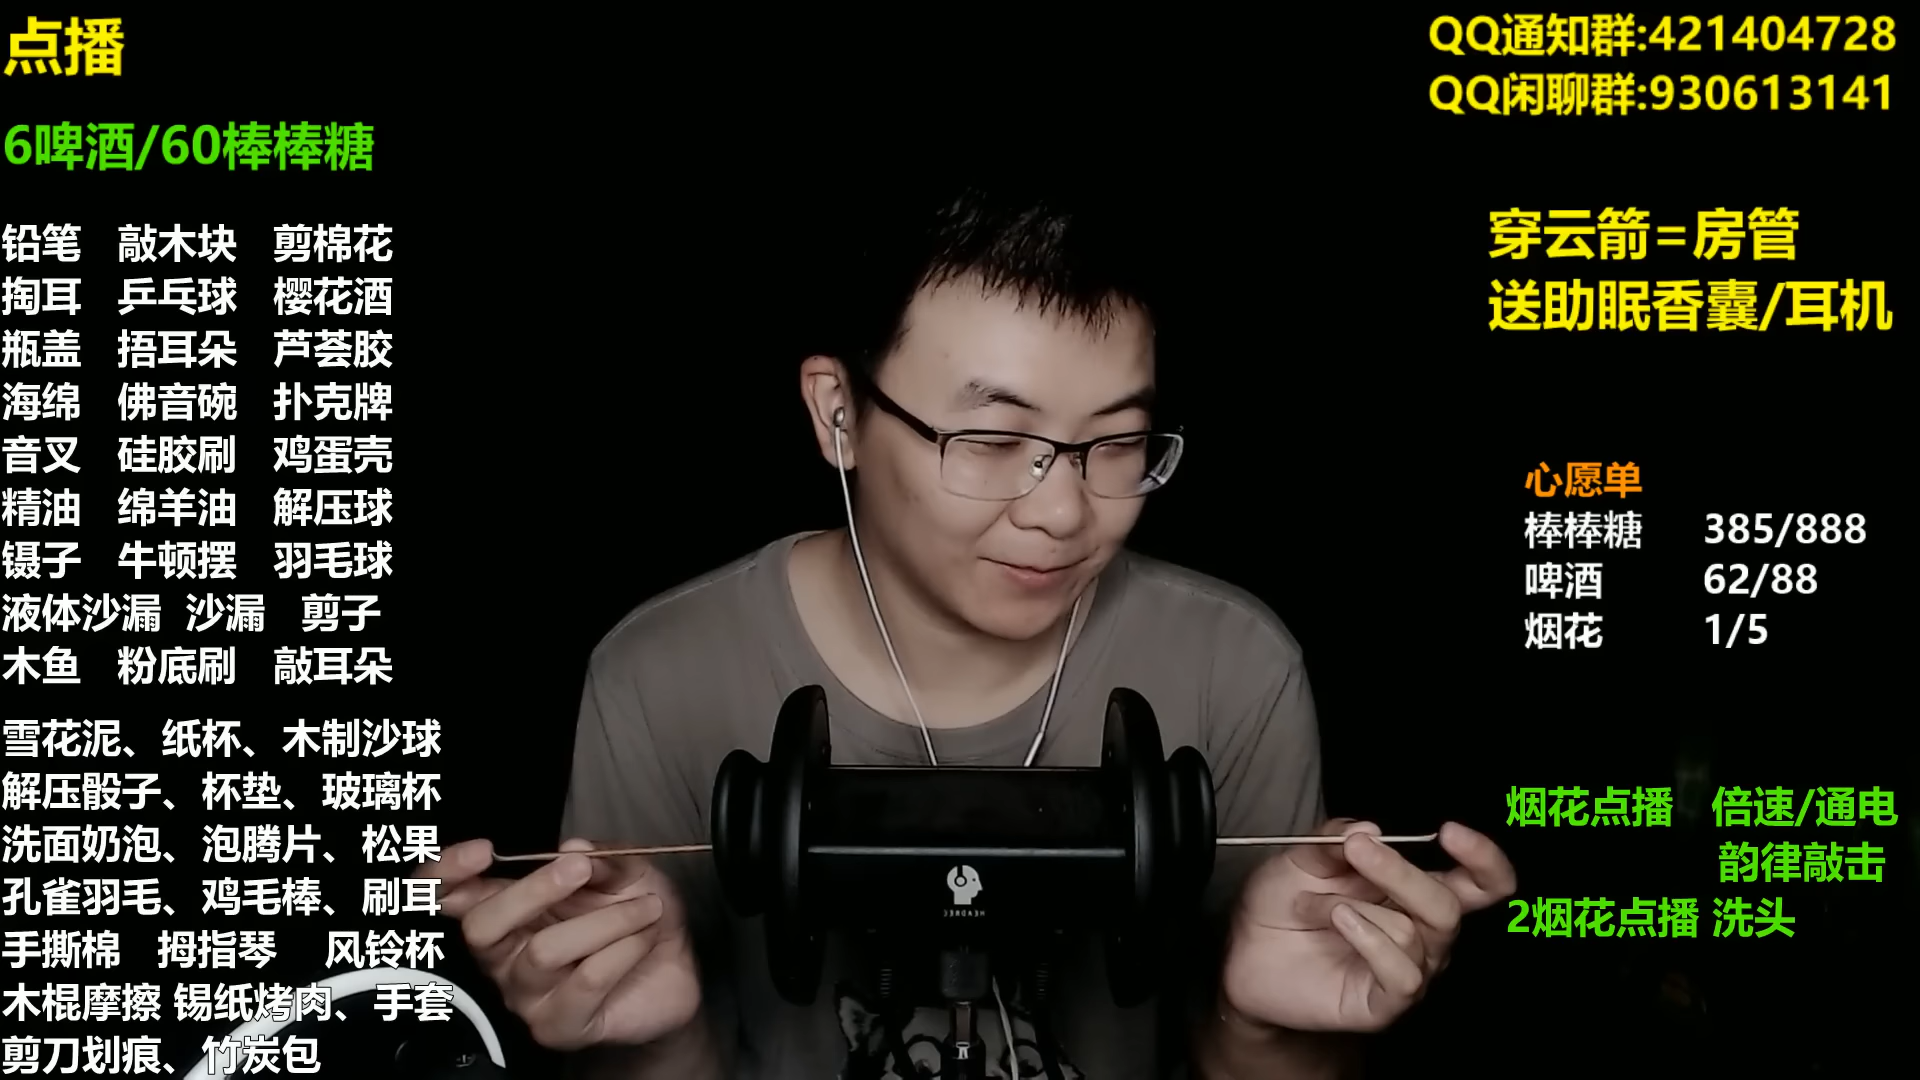 点播
6啤酒/60棒棒糖
铅笔 敲木块 剪棉花
掏耳 乒乓球 樱花酒
瓶盖 捂耳朵 芦荟胶
海绵 佛音碗 扑克牌
音叉 硅胶刷 鸡蛋壳
精油 绵羊油 解压球
镊子 牛顿摆 羽毛球
液体沙漏 沙漏 剪子
木鱼 粉底刷 敲耳朵
雪花泥、纸杯、木制沙球
解压骰子、杯垫、玻璃杯
洗面奶泡、泡腾片、松果
孔雀羽毛、鸡毛棒、刷耳
手撕棉 拇指琴 风铃杯
木棍摩擦 锡纸烤肉、手套
剪刀划痕、竹炭包
QQ通知群:421404728
QQ闲聊群:930613141
穿云箭=房管
送助眠香囊/耳机
心愿单
棒棒糖 385/888
啤酒 62/88
烟花 1/5
烟花点播 倍速/通电
韵律敲击
2烟花点播 洗头
HEADREC